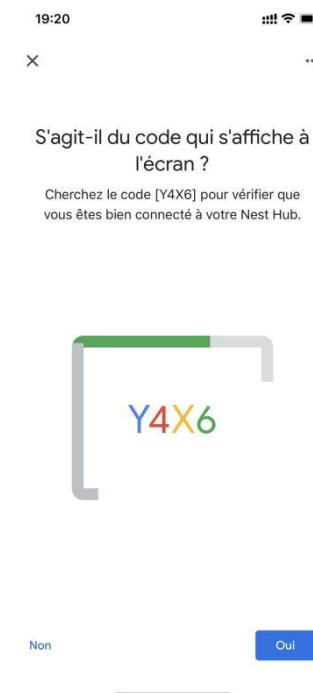 19:20
S'agit-il du code qui s'affiche à
l'écran ?
Cherchez le code [Y4X6] pour vérifier que
vous êtes bien connecté à votre Nest Hub.
Y4X6
Non
Oui